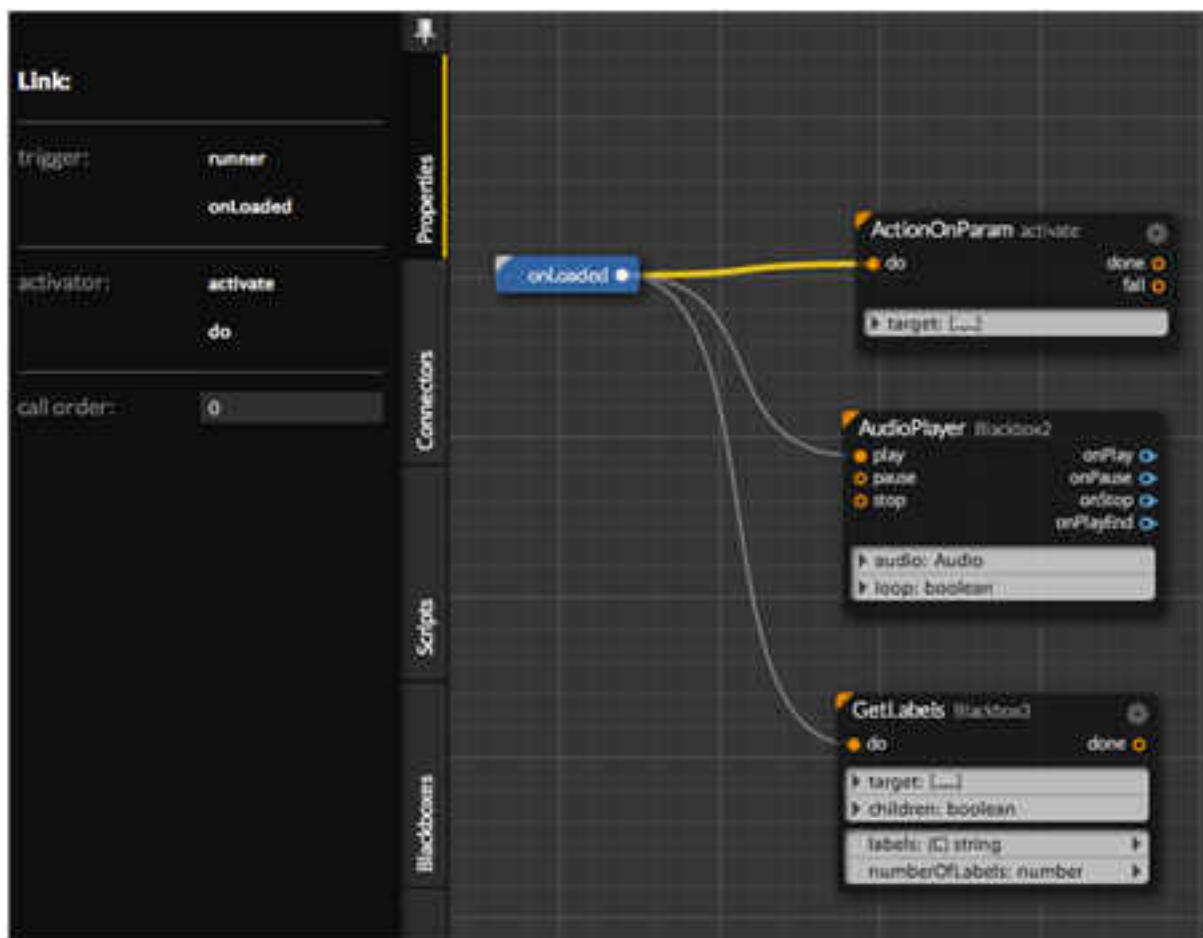 Link:
trigger: runner
onLoaded
activator: activate
do
call order: 0
Properties
Connectors
Scripts
Blackboxes
onLoaded
ActionOnParam activate
do done
fail
target: [...]
AudioPlayer Blackbox2
play onPlay
pause onPause
stop onStop
onPlayEnd
audio: Audio
loop: boolean
GetLabels Blackbox3
do done
target: [...]
children: boolean
labels: (C) string
numberOfLabels: number